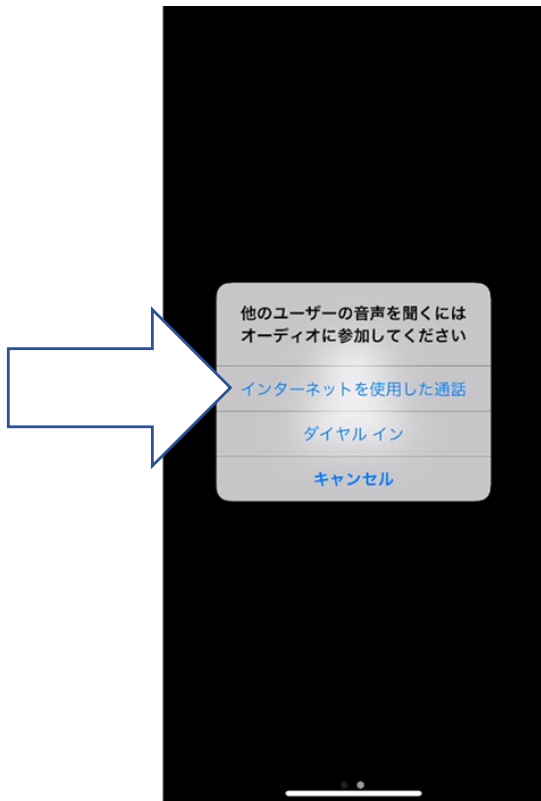 他のユーザーの音声を聞くには
オーディオに参加してください
インターネットを使用した通話
ダイヤル イン
キャンセル